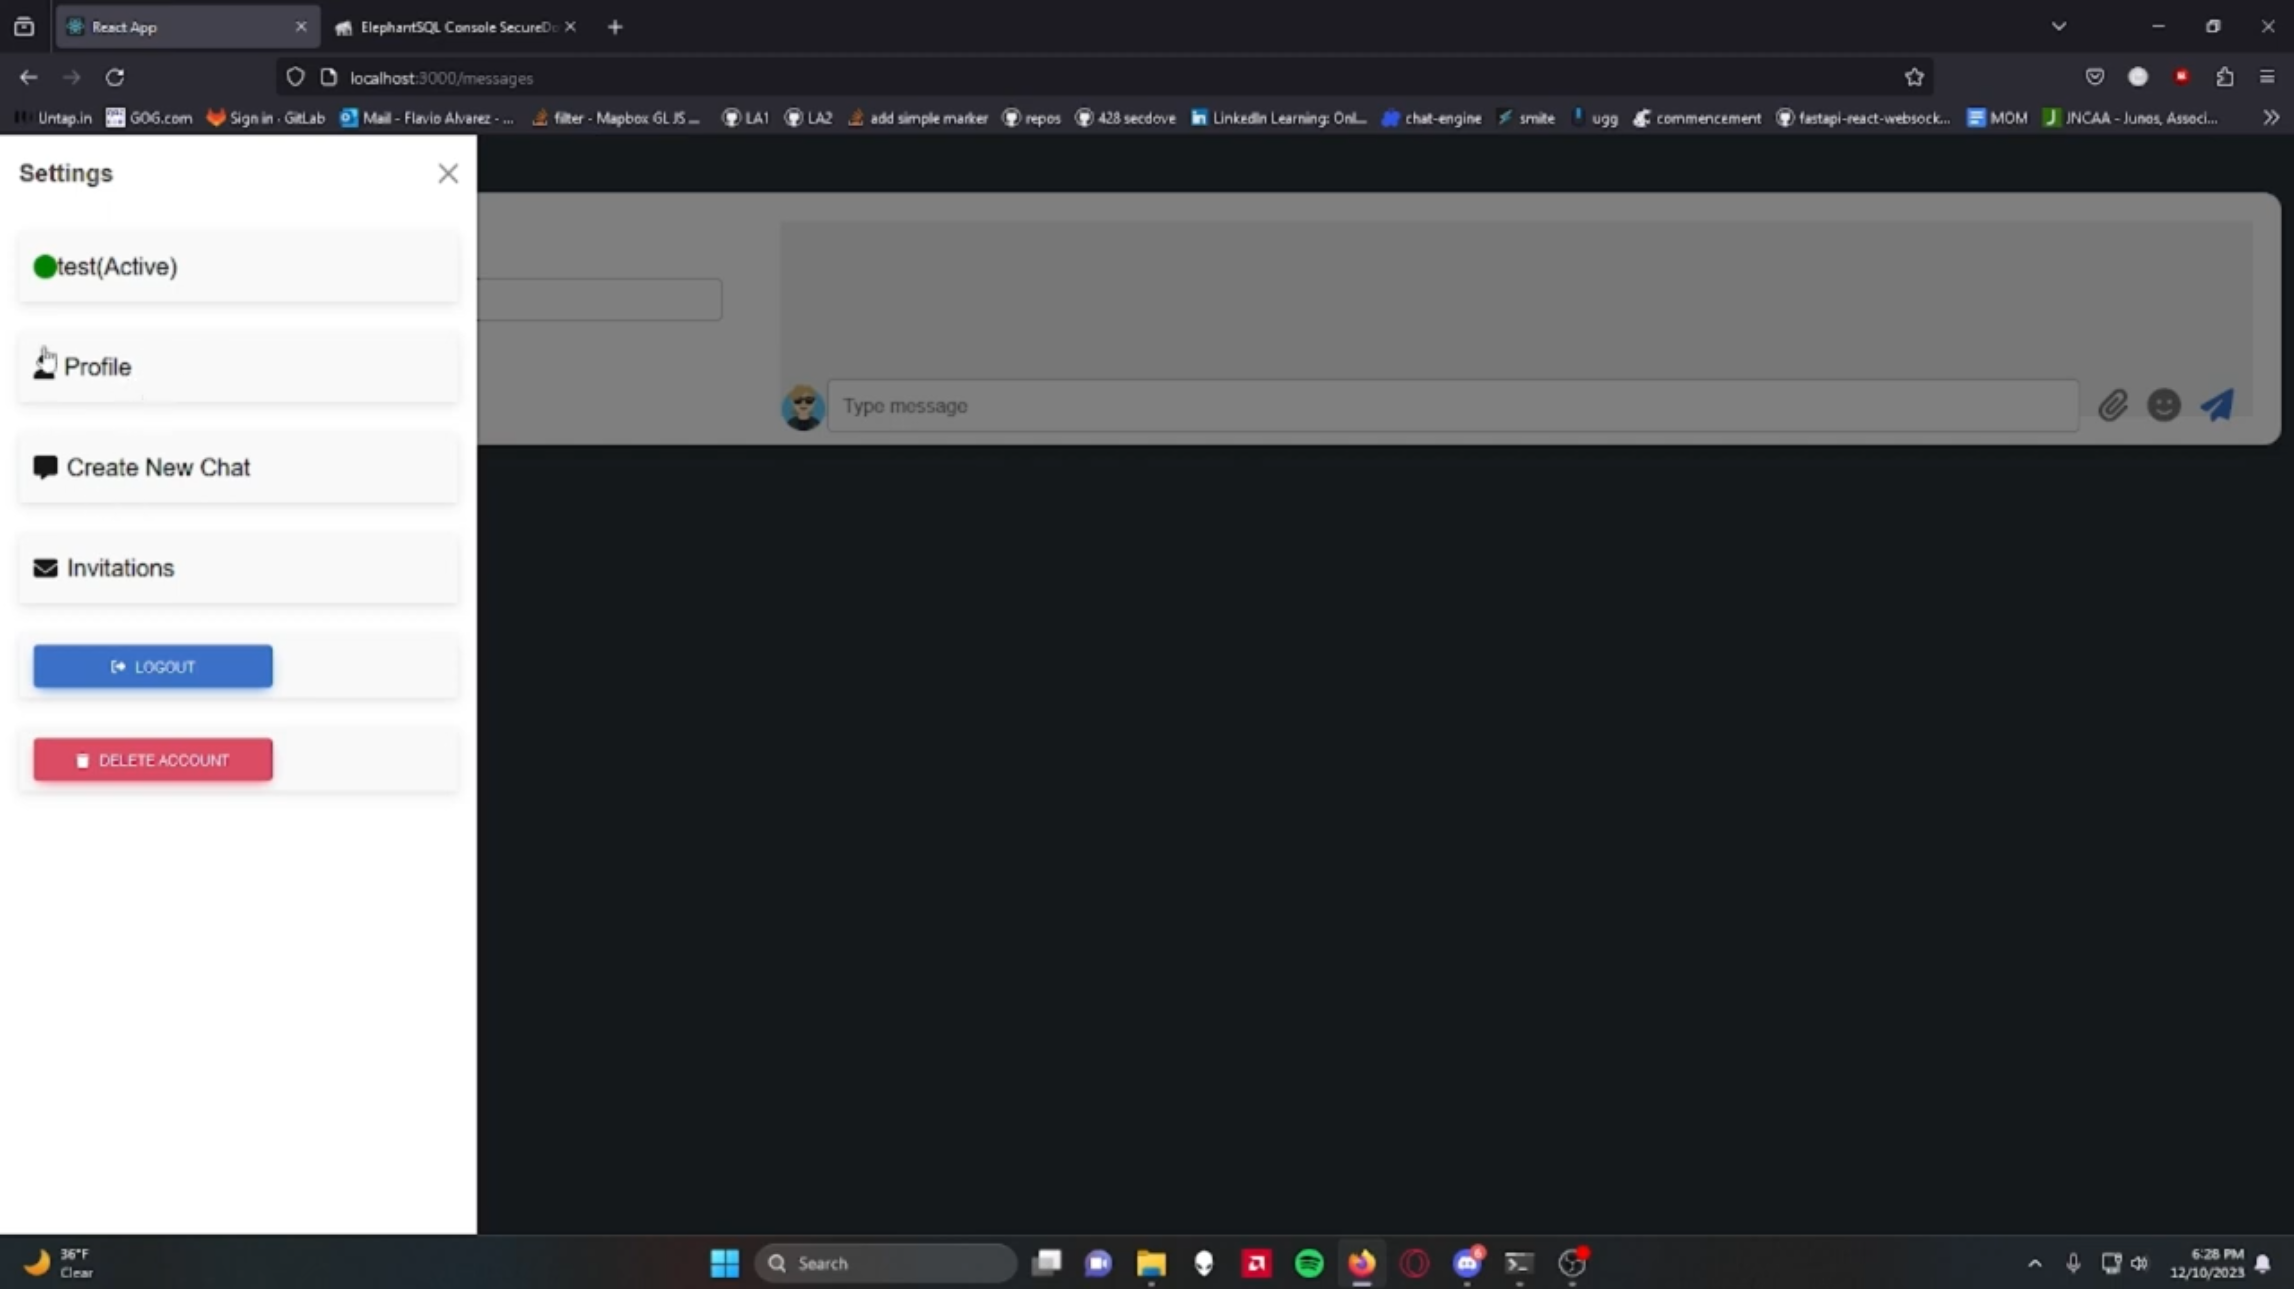 React App
ElephantSQL Console SecureDo
localhost:3000/messages
Untap.in GOG.com Sign in · GitLab Mail - Flavio Alvarez - ... filter - Mapbox GL JS ... LA1 LA2 add simple marker repos 428 secdove LinkedIn Learning: Onl... chat-engine smite ugg commencement fastapi-react-websock... MOM JNCAA - Junos, Associ...
Settings
test(Active)
Profile
Create New Chat
Invitations
LOGOUT
DELETE ACCOUNT
Type message
36°F
Clear
Search
6
6:28 PM
12/10/2023